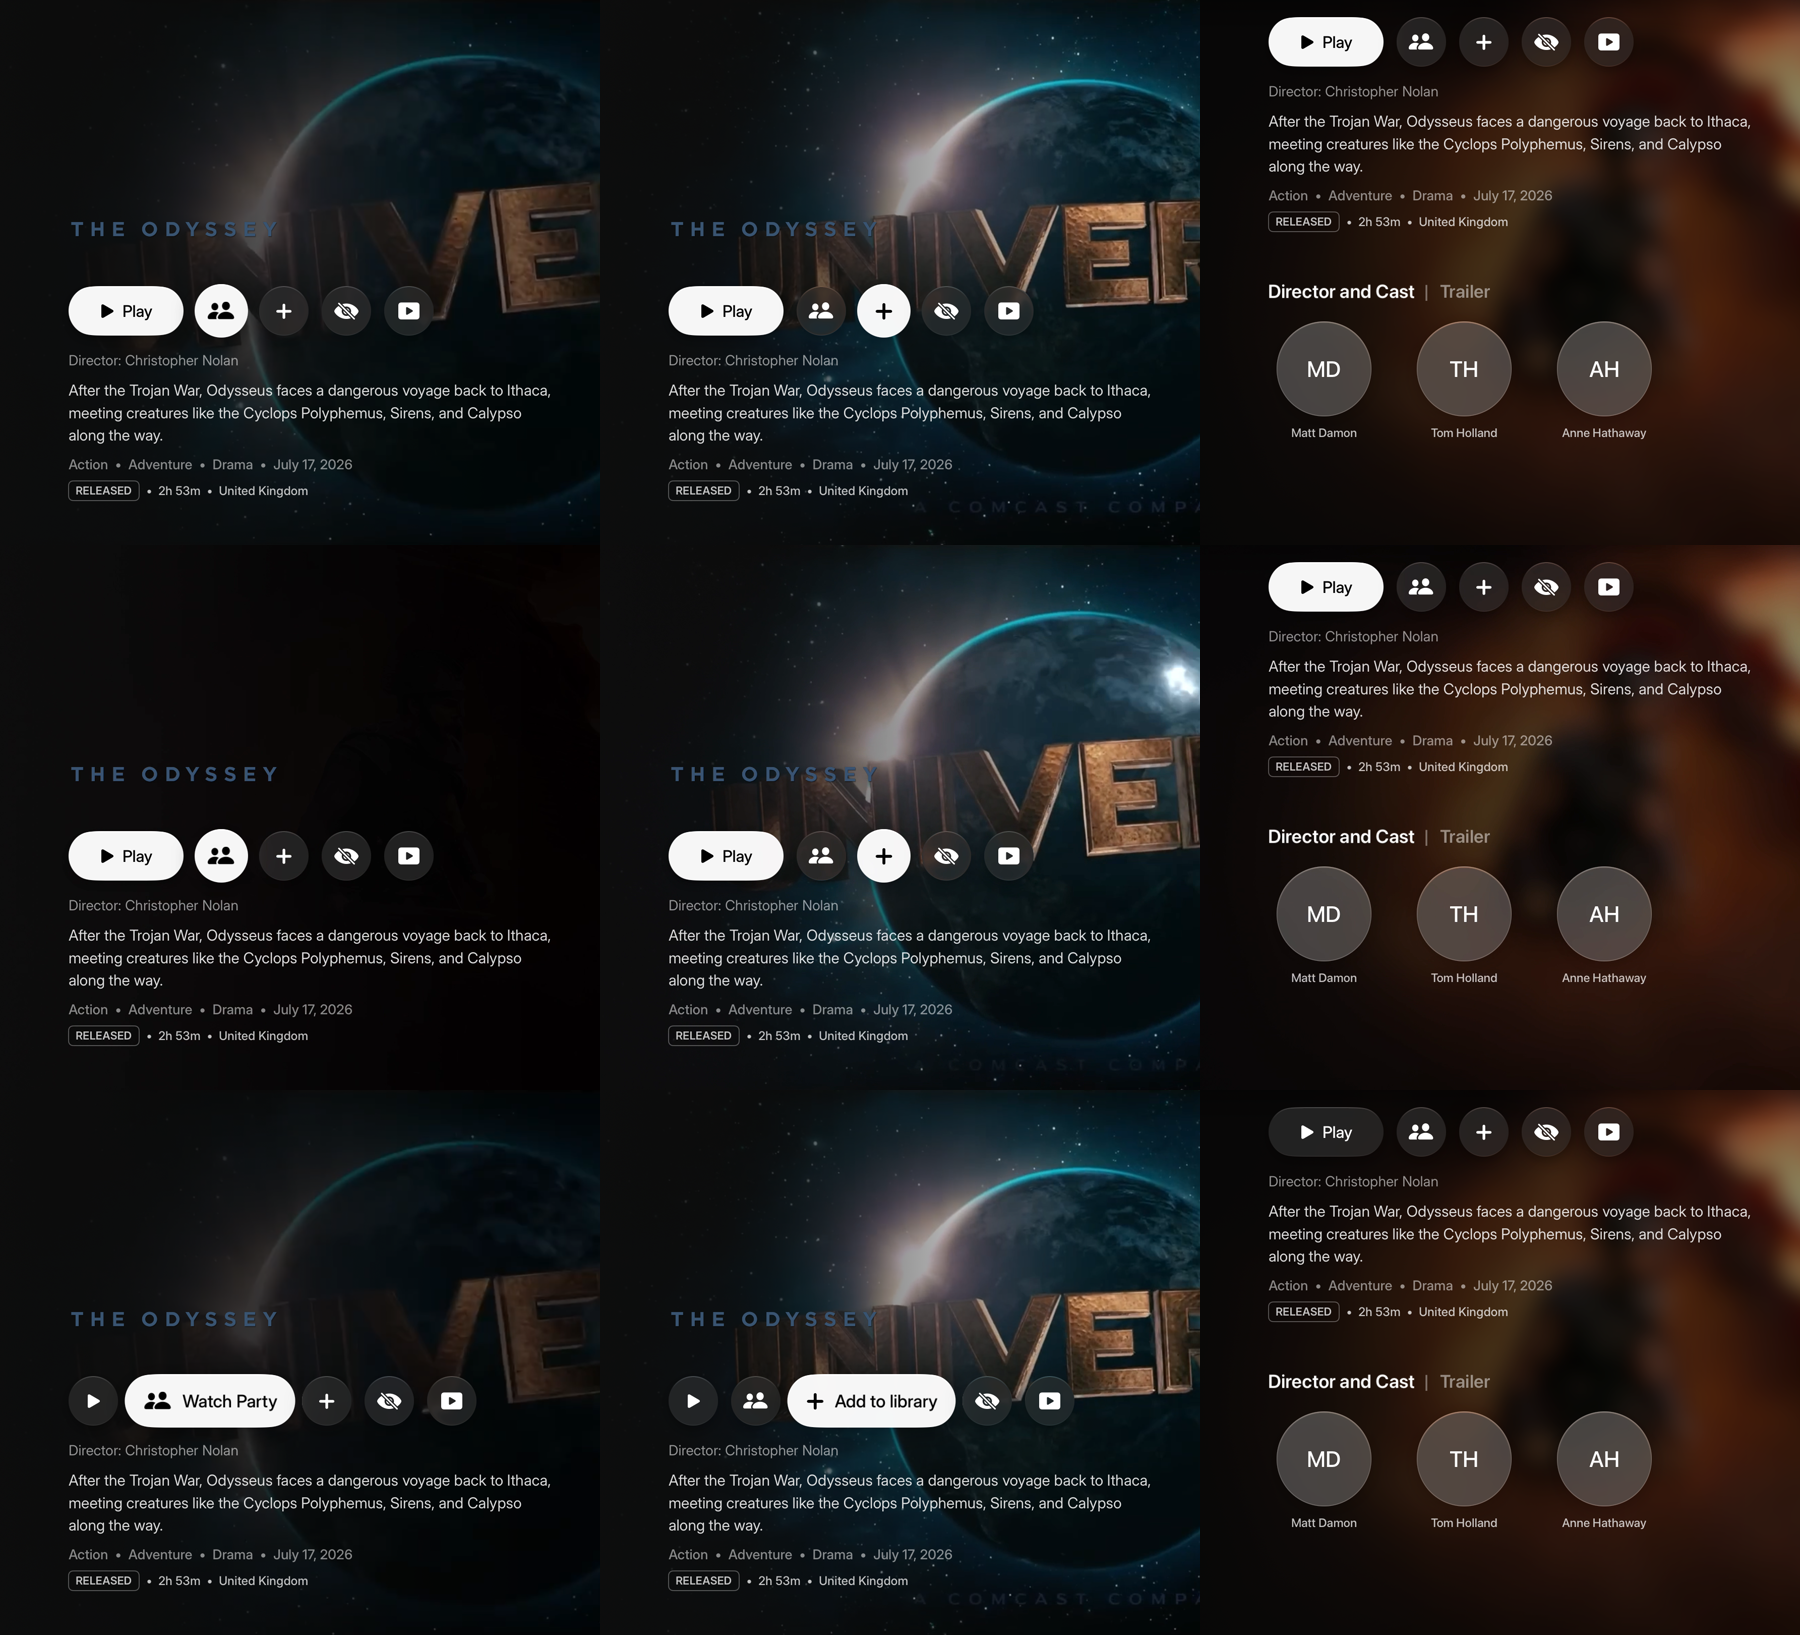 THE ODYSSEY
Play
Director: Christopher Nolan
After the Trojan War, Odysseus faces a dangerous voyage back to Ithaca,
meeting creatures like the Cyclops Polyphemus, Sirens, and Calypso
along the way.
Action • Adventure • Drama • July 17, 2026
RELEASED • 2h 53m • United Kingdom
UNIVER
THE ODYSSEY
Play
Director: Christopher Nolan
After the Trojan War, Odysseus faces a dangerous voyage back to Ithaca,
meeting creatures like the Cyclops Polyphemus, Sirens, and Calypso
along the way.
Action • Adventure • Drama • July 17, 2026
RELEASED • 2h 53m • United Kingdom
A COMCAST COMPA
Play
Director: Christopher Nolan
After the Trojan War, Odysseus faces a dangerous voyage back to Ithaca,
meeting creatures like the Cyclops Polyphemus, Sirens, and Calypso
along the way.
Action • Adventure • Drama • July 17, 2026
RELEASED • 2h 53m • United Kingdom
Director and Cast | Trailer
MD TH AH
Matt Damon Tom Holland Anne Hathaway
THE ODYSSEY
Play
Director: Christopher Nolan
After the Trojan War, Odysseus faces a dangerous voyage back to Ithaca,
meeting creatures like the Cyclops Polyphemus, Sirens, and Calypso
along the way.
Action • Adventure • Drama • July 17, 2026
RELEASED • 2h 53m • United Kingdom
UNIVER
THE ODYSSEY
Play
Director: Christopher Nolan
After the Trojan War, Odysseus faces a dangerous voyage back to Ithaca,
meeting creatures like the Cyclops Polyphemus, Sirens, and Calypso
along the way.
Action • Adventure • Drama • July 17, 2026
RELEASED • 2h 53m • United Kingdom
A COMCAST COMPA
Play
Director: Christopher Nolan
After the Trojan War, Odysseus faces a dangerous voyage back to Ithaca,
meeting creatures like the Cyclops Polyphemus, Sirens, and Calypso
along the way.
Action • Adventure • Drama • July 17, 2026
RELEASED • 2h 53m • United Kingdom
Director and Cast | Trailer
MD TH AH
Matt Damon Tom Holland Anne Hathaway
THE ODYSSEY
Watch Party
Director: Christopher Nolan
After the Trojan War, Odysseus faces a dangerous voyage back to Ithaca,
meeting creatures like the Cyclops Polyphemus, Sirens, and Calypso
along the way.
Action • Adventure • Drama • July 17, 2026
RELEASED • 2h 53m • United Kingdom
UNIVER
THE ODYSSEY
Add to library
Director: Christopher Nolan
After the Trojan War, Odysseus faces a dangerous voyage back to Ithaca,
meeting creatures like the Cyclops Polyphemus, Sirens, and Calypso
along the way.
Action • Adventure • Drama • July 17, 2026
RELEASED • 2h 53m • United Kingdom
A COMCAST COMPA
Play
Director: Christopher Nolan
After the Trojan War, Odysseus faces a dangerous voyage back to Ithaca,
meeting creatures like the Cyclops Polyphemus, Sirens, and Calypso
along the way.
Action • Adventure • Drama • July 17, 2026
RELEASED • 2h 53m • United Kingdom
Director and Cast | Trailer
MD TH AH
Matt Damon Tom Holland Anne Hathaway